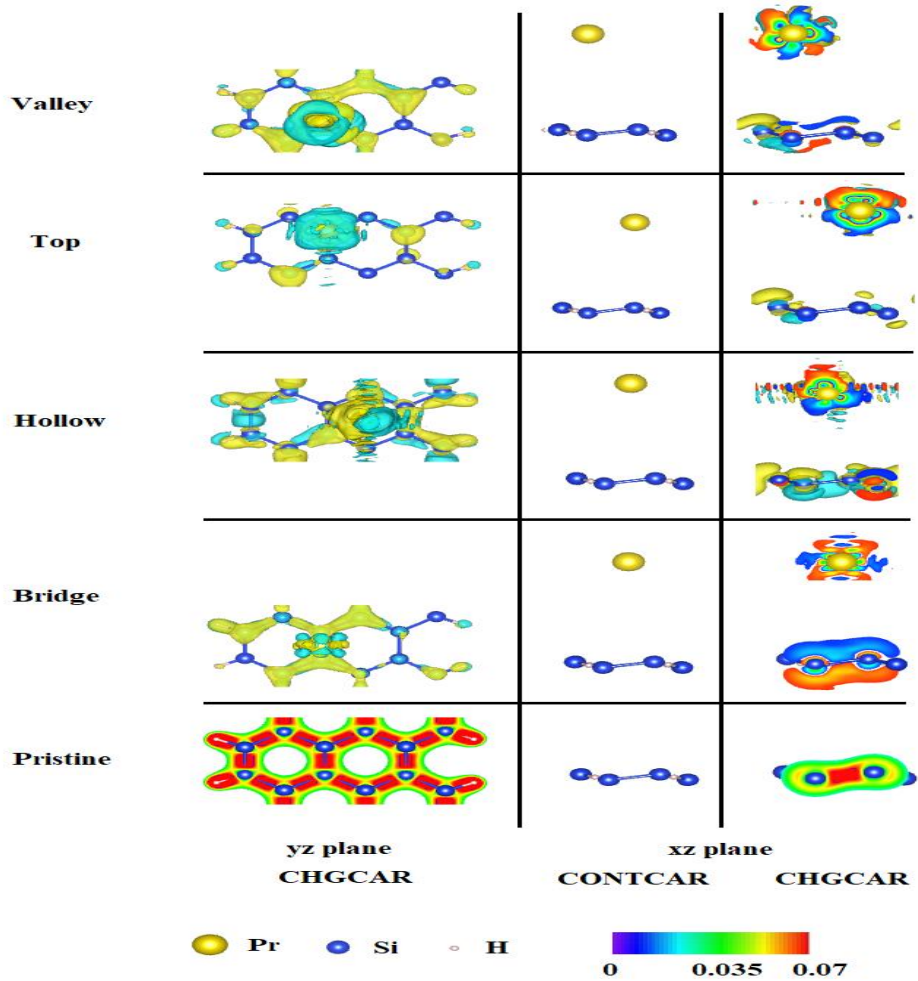 Valley
Top
Hollow
Bridge
Pristine
yz plane
xz plane
CHGCAR
CONTCAR
CHGCAR
Pr
Si
H
0
0.035
0.07